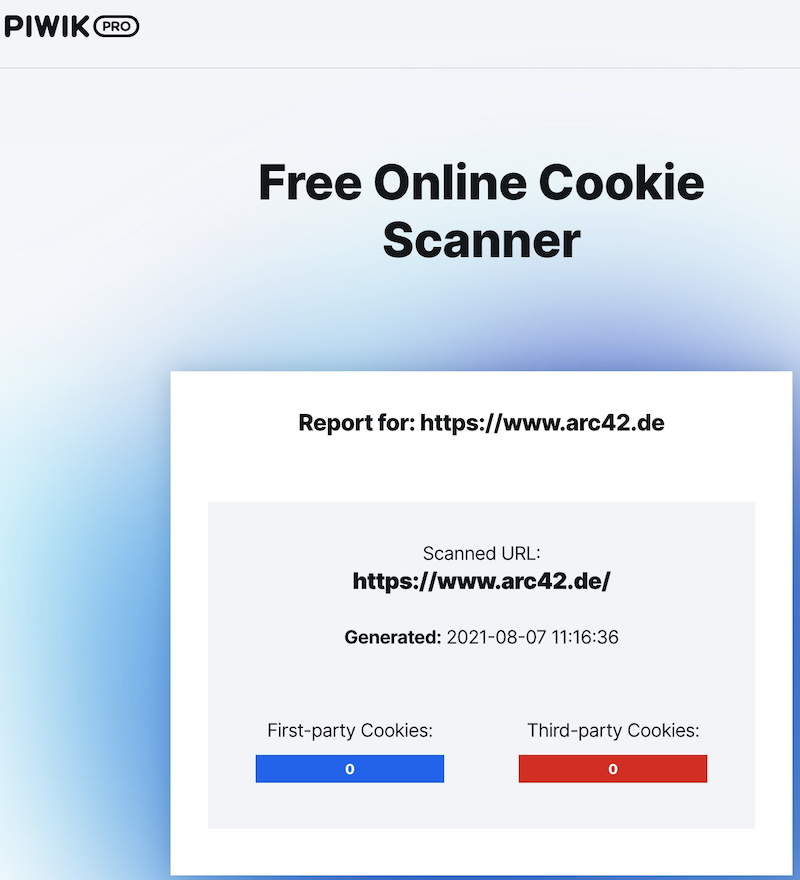 PIWIK PRO
Free Online Cookie
Scanner
Report for: https://www.arc42.de
Scanned URL:
https://www.arc42.de/
Generated: 2021-08-07 11:16:36
First-party Cookies: Third-party Cookies:
0 0